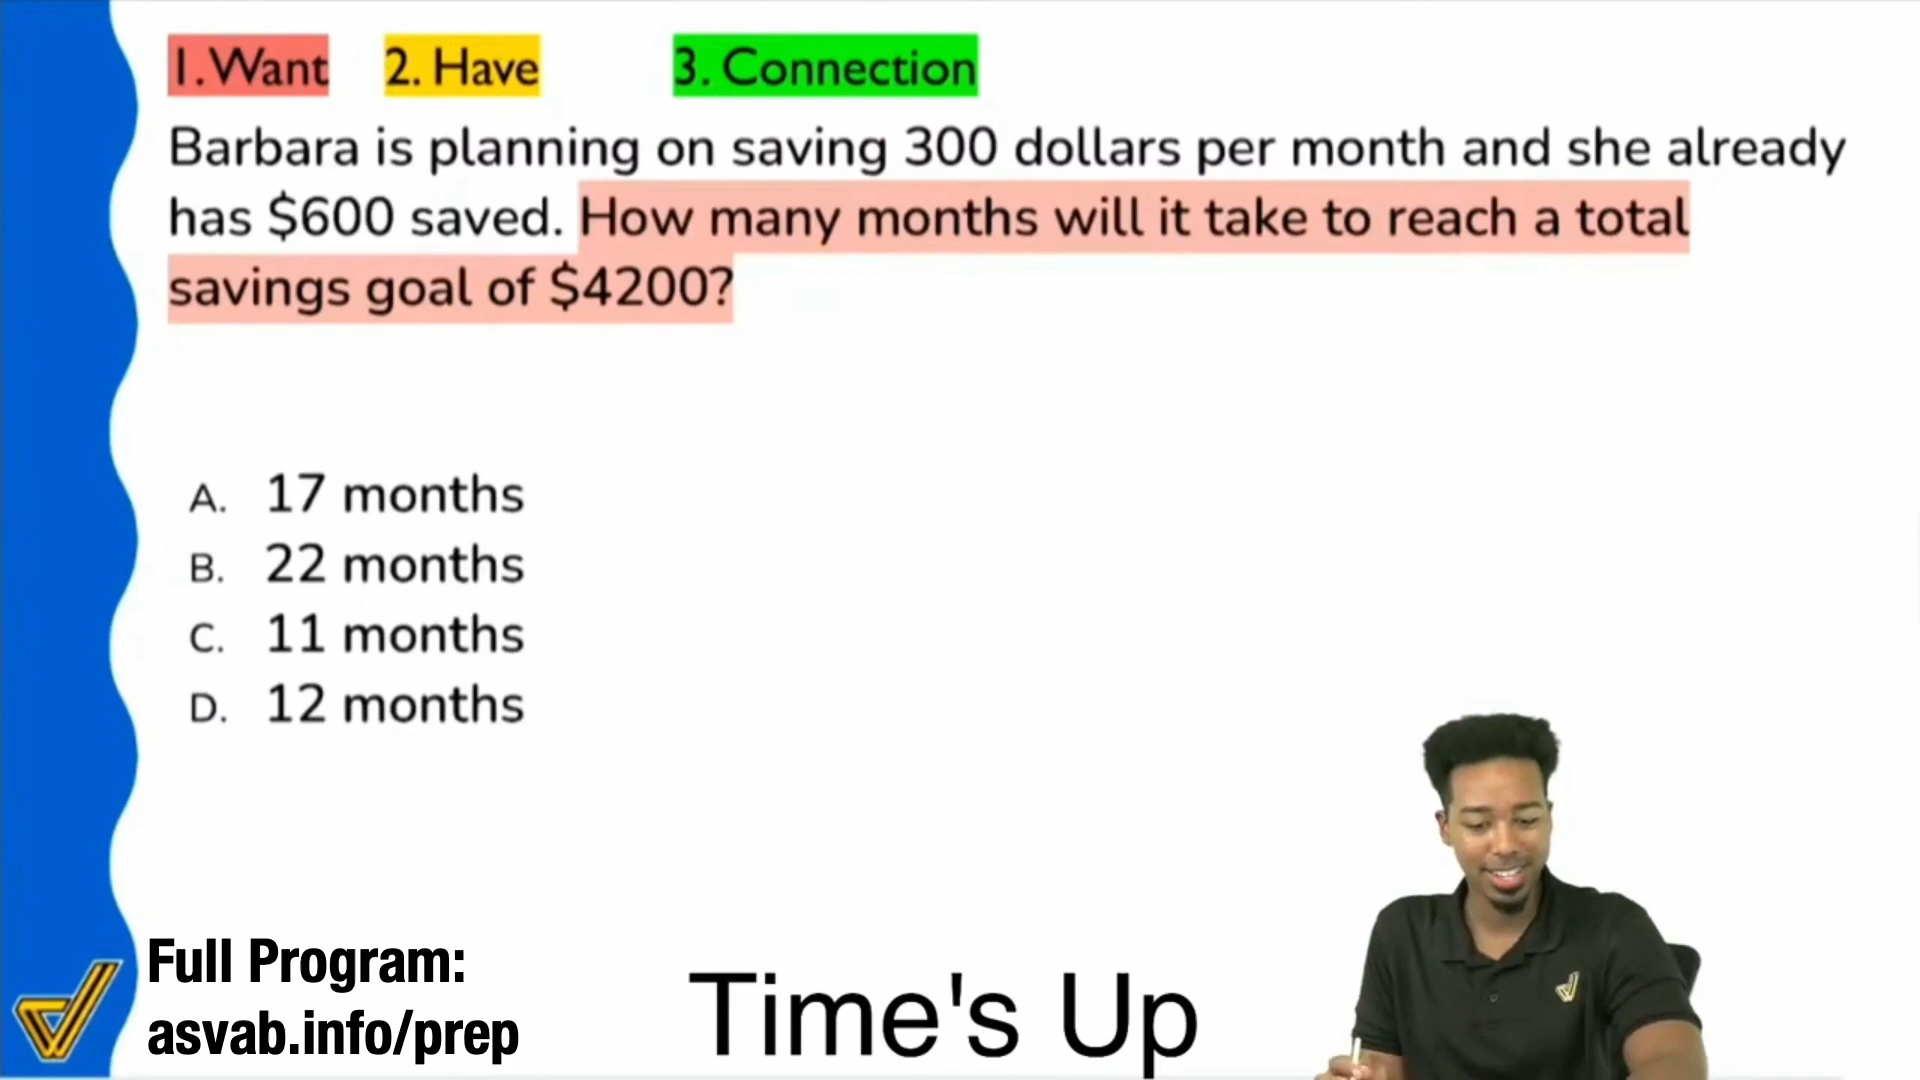 1. Want 2. Have 3. Connection
Barbara is planning on saving 300 dollars per month and she already
has $600 saved. How many months will it take to reach a total
savings goal of $4200?
A. 17 months
B. 22 months
C. 11 months
D. 12 months
Full Program:
asvab.info/prep
Time's Up